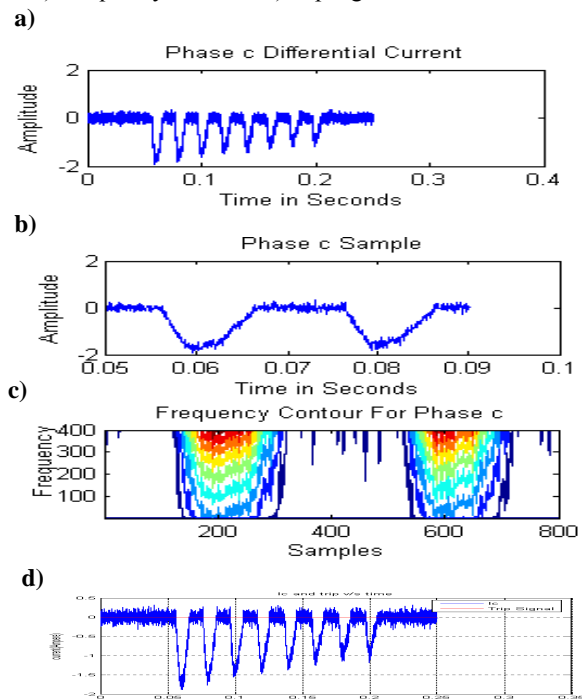 a)
Phase c Differential Current
2
0
-2
Amplitude
0 0.1 0.2 0.3 0.4
Time in Seconds
b)
Phase c Sample
2
0
-2
Amplitude
0.05 0.06 0.07 0.08 0.09 0.1
Time in Seconds
c)
Frequency Contour For Phase c
400
300
200
100
Frequency
200 400 600 800
Samples
d)
Ic and trip v/s time
0.5
0
-0.5
-1
-1.5
-2
Ic
Trip Signal
0 0.05 0.1 0.15 0.2 0.25 0.3 0.35